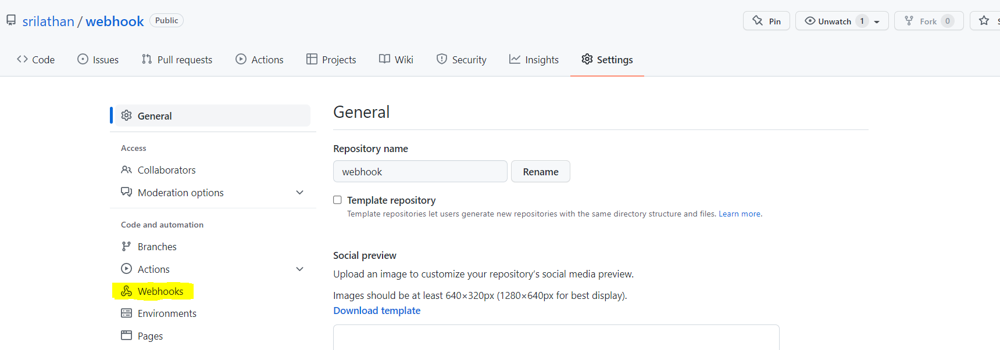 srilathan / webhook Public
Pin
Unwatch 1
Fork 0
Code
Issues
Pull requests
Actions
Projects
Wiki
Security
Insights
Settings
General
Access
Collaborators
Moderation options
Code and automation
Branches
Actions
Webhooks
Environments
Pages
General
Repository name
webhook
Rename
Template repository
Template repositories let users generate new repositories with the same directory structure and files. Learn more.
Social preview
Upload an image to customize your repository’s social media preview.
Images should be at least 640×320px (1280×640px for best display).
Download template